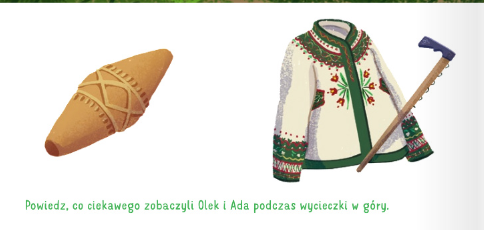 Powiedz, co ciekawego zobaczyli Olek i Ada podczas wycieczki w góry.